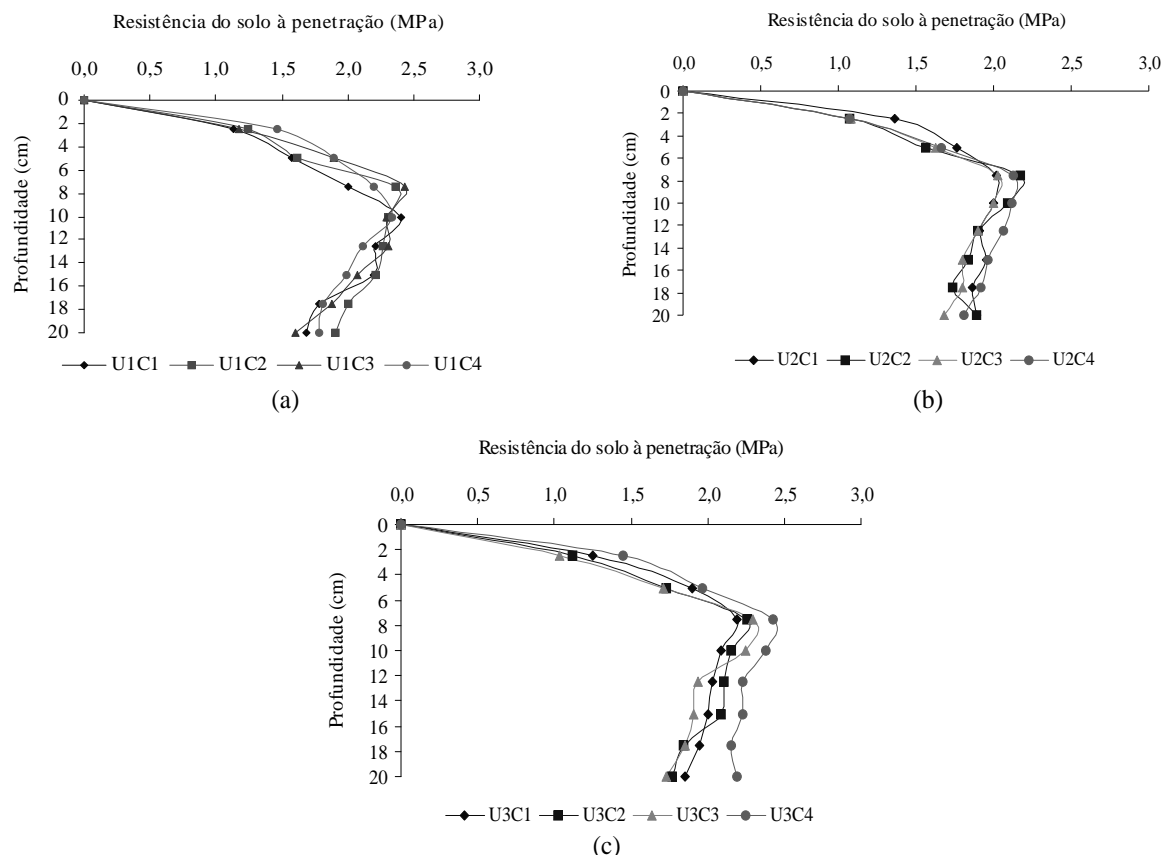 Resistência do solo à penetração (MPa)
0,0 0,5 1,0 1,5 2,0 2,5 3,0
Profundidade (cm)
0
2
4
6
8
10
12
14
16
18
20
U1C1 U1C2 U1C3 U1C4
(a)
Resistência do solo à penetração (MPa)
0,0 0,5 1,0 1,5 2,0 2,5 3,0
Profundidade (cm)
0
2
4
6
8
10
12
14
16
18
20
U2C1 U2C2 U2C3 U2C4
(b)
Resistência do solo à penetração (MPa)
0,0 0,5 1,0 1,5 2,0 2,5 3,0
Profundidade (cm)
0
2
4
6
8
10
12
14
16
18
20
U3C1 U3C2 U3C3 U3C4
(c)